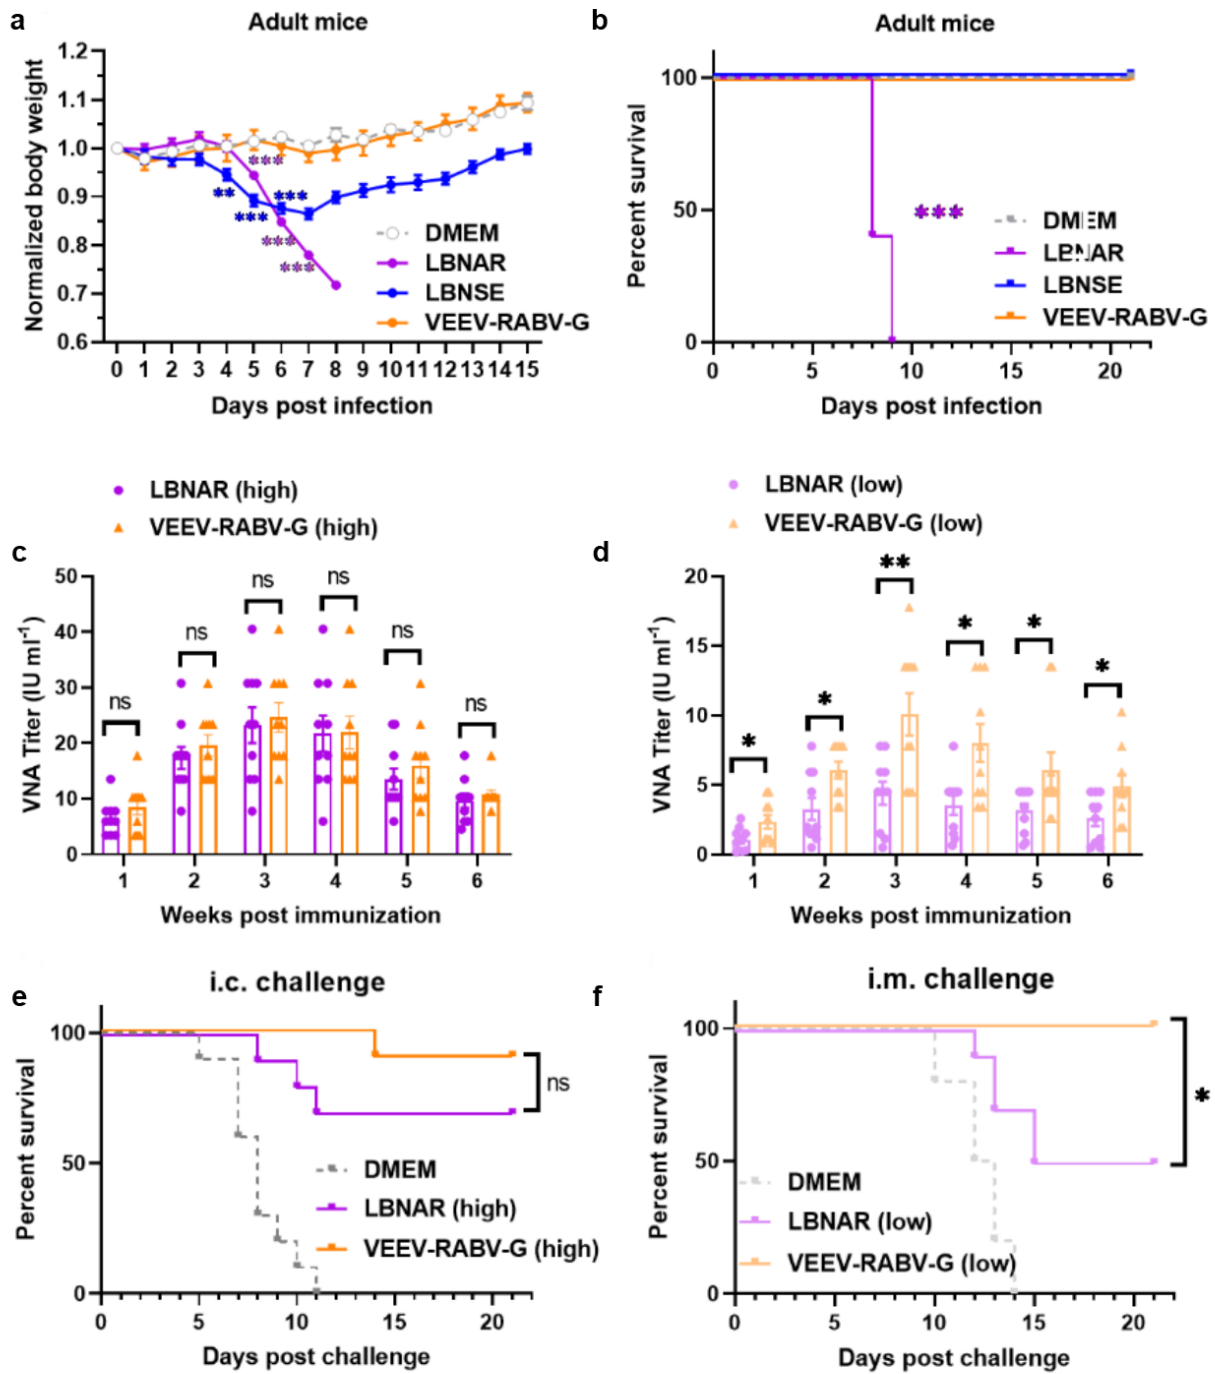 a
Adult mice
Normalized body weight
1.2
1.1
1.0
0.9
0.8
0.7
0.6
***
**
***
***
***
***
DMEM
LBNAR
LBNSE
VEEV-RABV-G
0 1 2 3 4 5 6 7 8 9 10 11 12 13 14 15
Days post infection
b
Adult mice
Percent survival
100
50
0
***
DMEM
LBNAR
LBNSE
VEEV-RABV-G
0 5 10 15 20
Days post infection
LBNAR (high)
VEEV-RABV-G (high)
c
VNA Titer (IU ml-1)
50
40
30
20
10
0
ns ns ns ns ns ns
1 2 3 4 5 6
Weeks post immunization
LBNAR (low)
VEEV-RABV-G (low)
d
VNA Titer (IU ml-1)
20
15
10
5
0
* * ** * * *
1 2 3 4 5 6
Weeks post immunization
e
i.c. challenge
Percent survival
100
50
0
ns
DMEM
LBNAR (high)
VEEV-RABV-G (high)
0 5 10 15 20
Days post challenge
f
i.m. challenge
Percent survival
100
50
0
*
DMEM
LBNAR (low)
VEEV-RABV-G (low)
0 5 10 15 20
Days post challenge